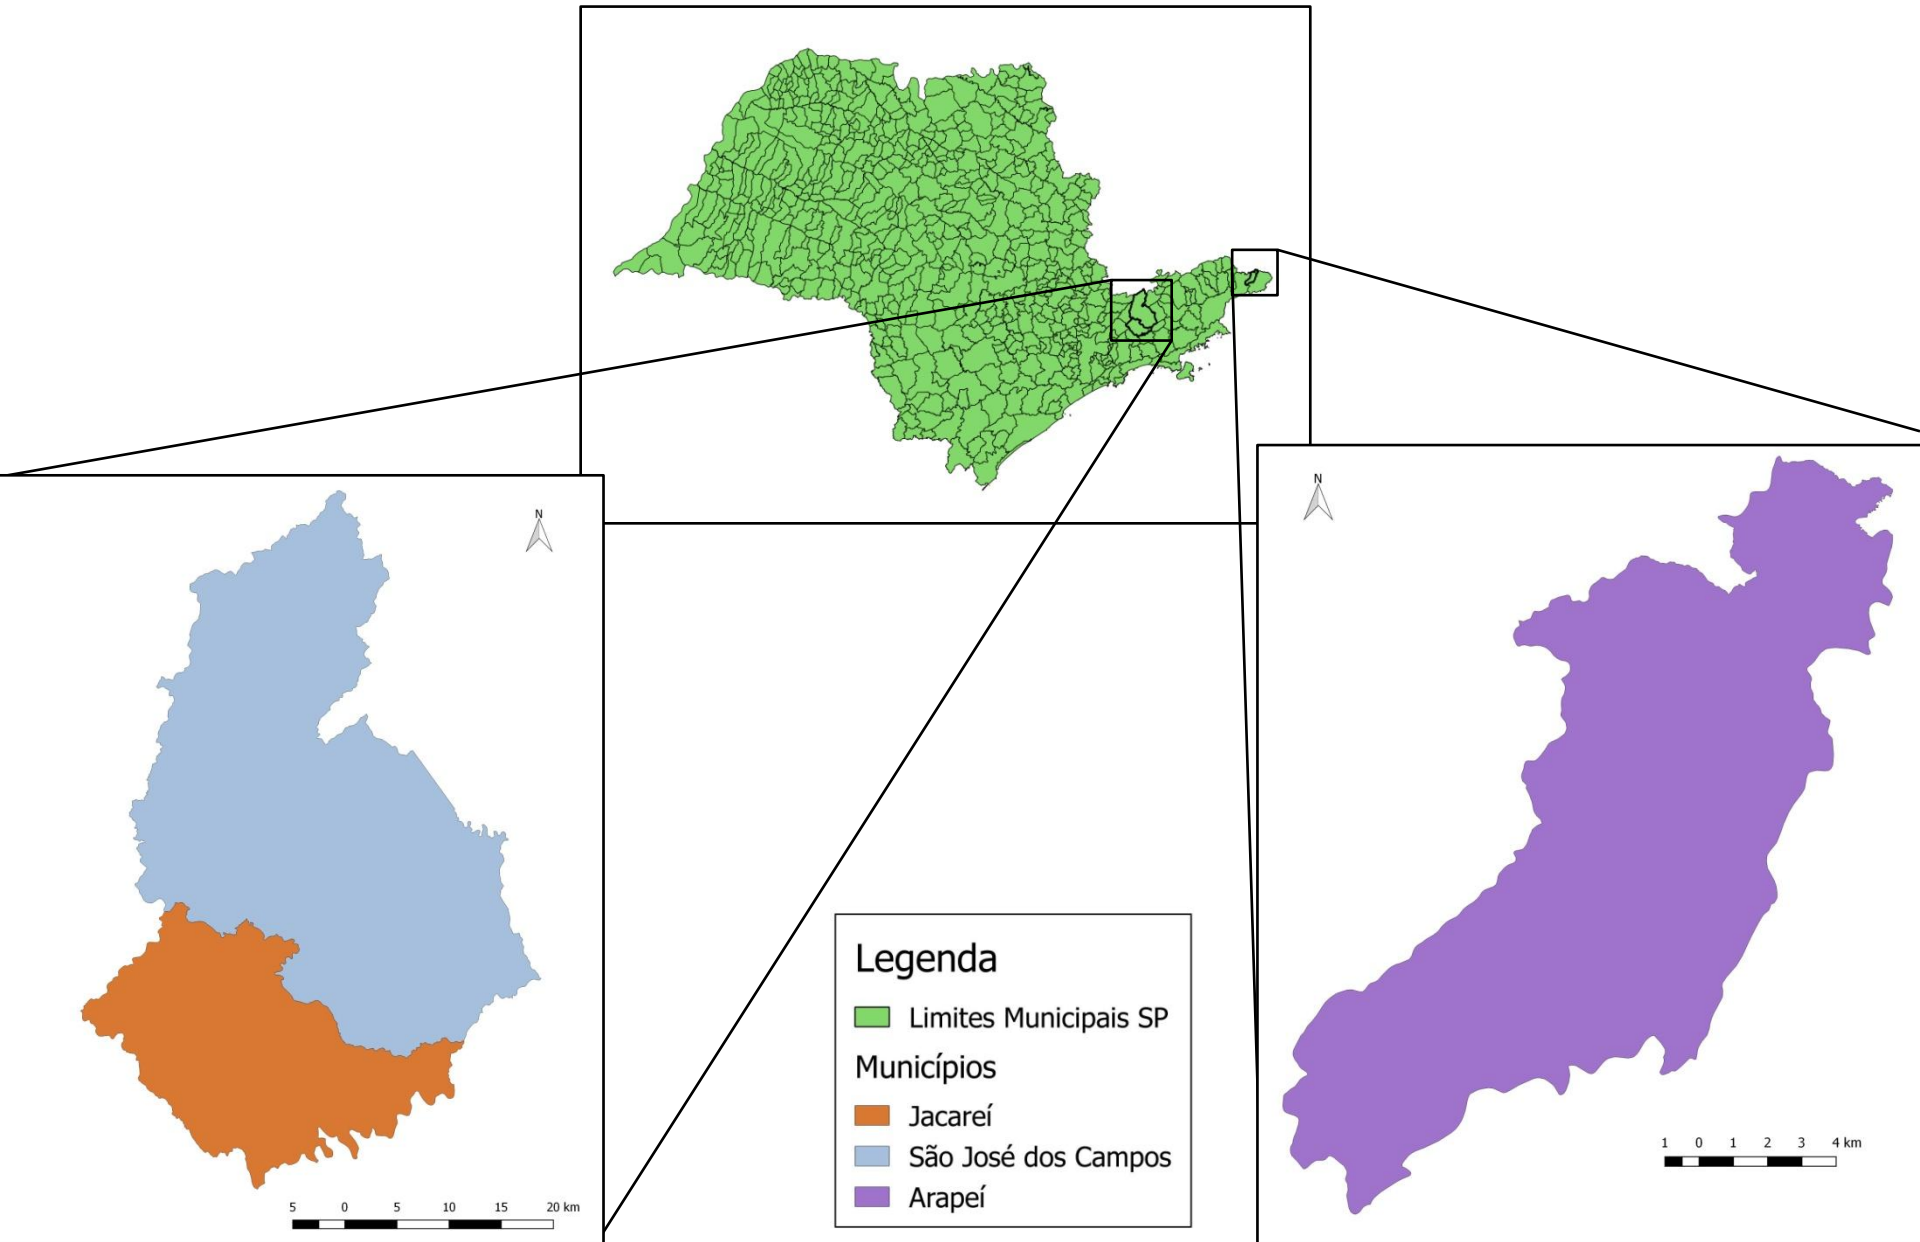 N
5 0 5 10 15 20 km
N
1 0 1 2 3 4 km
Legenda
Limites Municipais SP
Municípios
Jacareí
São José dos Campos
Arapeí